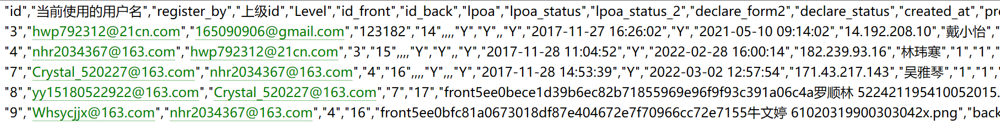 "id","当前使用的用户名","register_by","上级id","Level","id_front","id_back","lpoa","lpoa_status","lpoa_status_2","declare_form2","declare_status","created_at","pr
"3","hwp792312@21cn.com","165090906@gmail.com","123182","14",,,,"Y","Y",,"Y","2017-11-27 16:26:02","Y","2021-05-10 09:14:02","14.192.208.10","戴小怡","
"4","nhr2034367@163.com","hwp792312@21cn.com","3","15",,,,"Y","Y",,"Y","2017-11-28 11:04:52","Y","2022-02-28 16:00:14","182.239.93.16","林玮寒","1","1","
"7","Crystal_520227@163.com","nhr2034367@163.com","4","16",,,,"Y",,,"Y","2017-11-28 14:53:39","Y","2022-03-02 12:57:54","171.43.217.143","吴雅琴","1","1","
"8","yy15180522922@163.com","Crystal_520227@163.com","7","17","front5ee0bece1d39b6ec82b71855969e96f9f93c391a06c4a罗顺林 522421195410052015.
"9","Whsycjjx@163.com","nhr2034367@163.com","4","16","front5ee0bfc81a0673018df87e404672e7f70966cc72e7155牛文婷 61020319900303042x.png","back